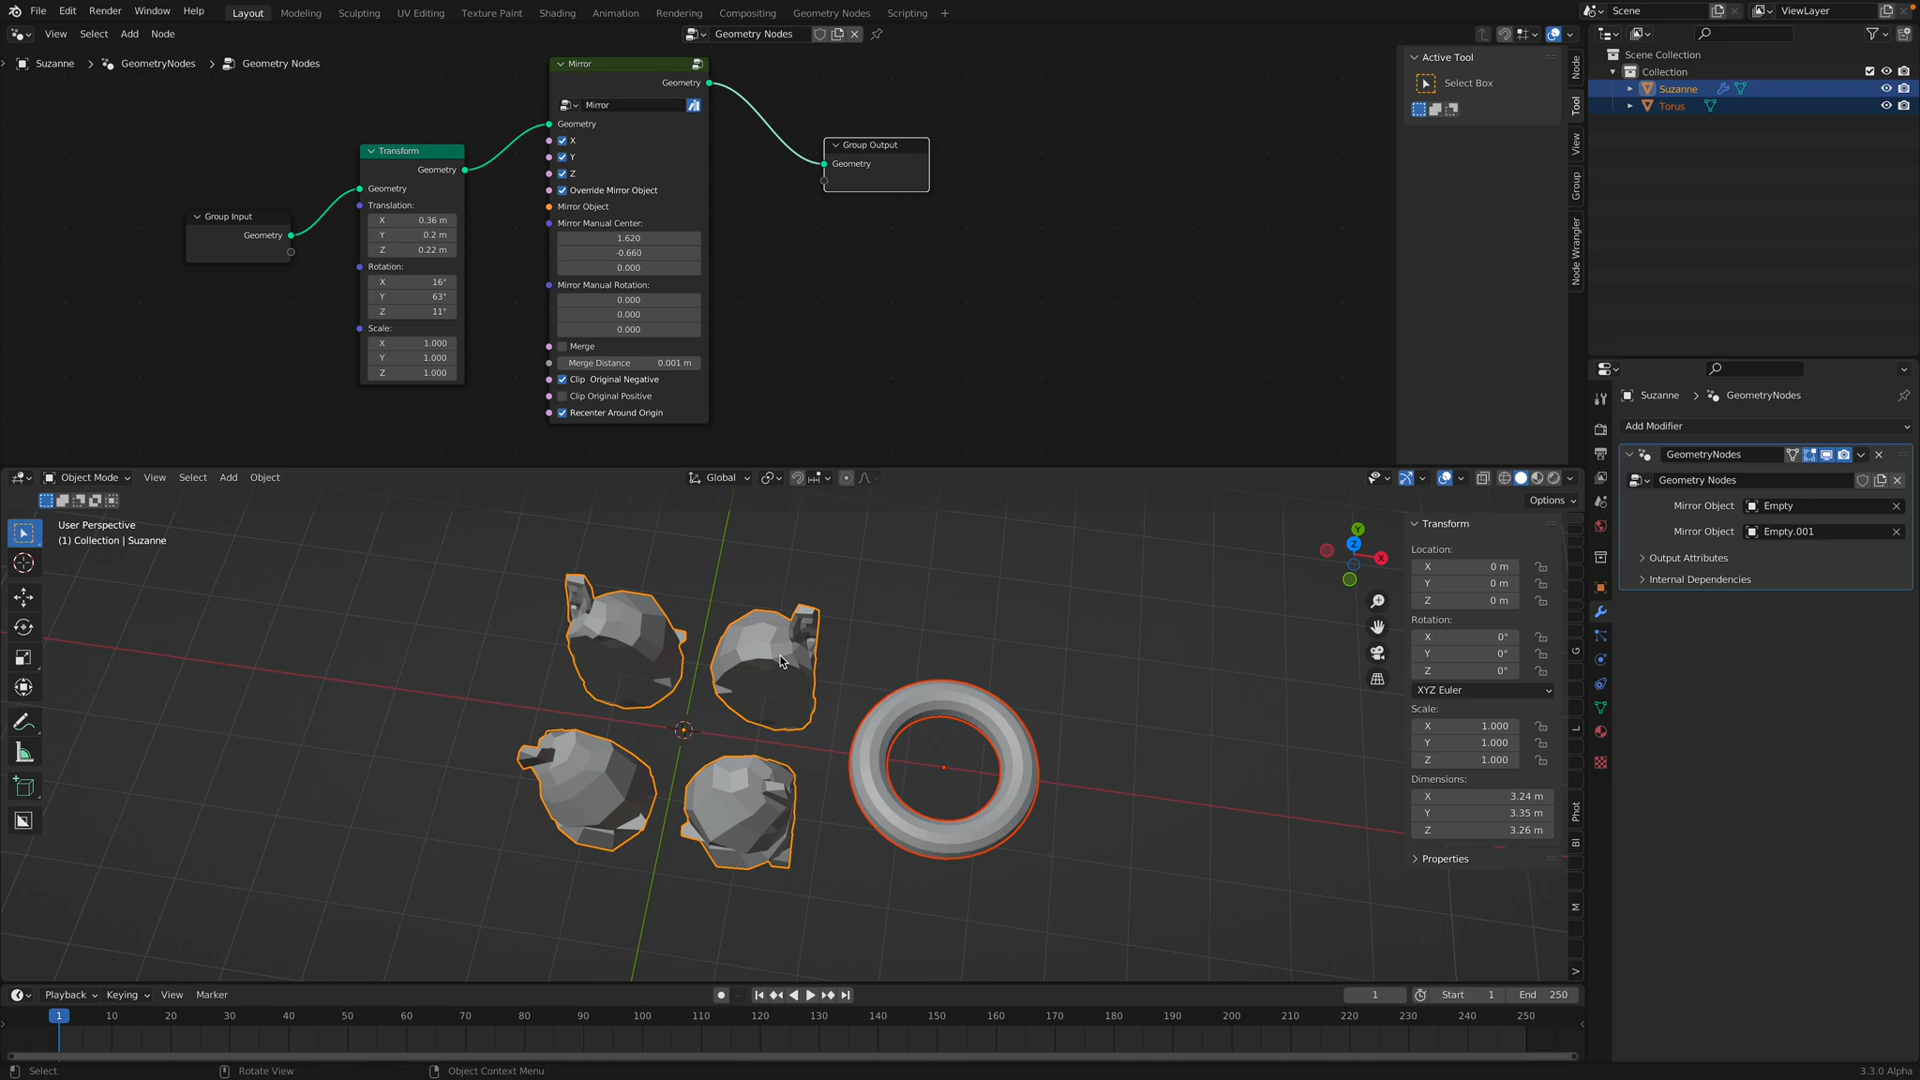 File Edit Render Window Help Layout Modeling Sculpting UV Editing Texture Paint Shading Animation Rendering Compositing Geometry Nodes Scripting + Scene ViewLayer
View Select Add Node Geometry Nodes
Suzanne > GeometryNodes > Geometry Nodes
Group Input
Geometry
Transform
Geometry
Geometry
Translation:
X 0.36 m
Y 0.2 m
Z 0.22 m
Rotation:
X 16°
Y 63°
Z 11°
Scale:
X 1.000
Y 1.000
Z 1.000
Mirror
Geometry
Mirror
Geometry
X
Y
Z
Override Mirror Object
Mirror Object
Mirror Manual Center:
1.620
-0.660
0.000
Mirror Manual Rotation:
0.000
0.000
0.000
Merge
Merge Distance 0.001 m
Clip Original Negative
Clip Original Positive
Recenter Around Origin
Group Output
Geometry
Active Tool
Select Box
Node
Tool
View
Group
Node Wrangler
Scene Collection
Collection
Suzanne
Torus
Suzanne > GeometryNodes
Add Modifier
GeometryNodes
Geometry Nodes
Mirror Object Empty
Mirror Object Empty.001
Output Attributes
Internal Dependencies
Object Mode View Select Add Object Global
Options
User Perspective
(1) Collection | Suzanne
Y
Z
X
Transform
Location:
X 0 m
Y 0 m
Z 0 m
Rotation:
X 0°
Y 0°
Z 0°
XYZ Euler
Scale:
X 1.000
Y 1.000
Z 1.000
Dimensions:
X 3.24 m
Y 3.35 m
Z 3.26 m
Properties
G
L
Phot
BI
M
V
Playback Keying View Marker 1 Start 1 End 250
1 10 20 30 40 50 60 70 80 90 100 110 120 130 140 150 160 170 180 190 200 210 220 230 240 250
Select Rotate View Object Context Menu 3.3.0 Alpha